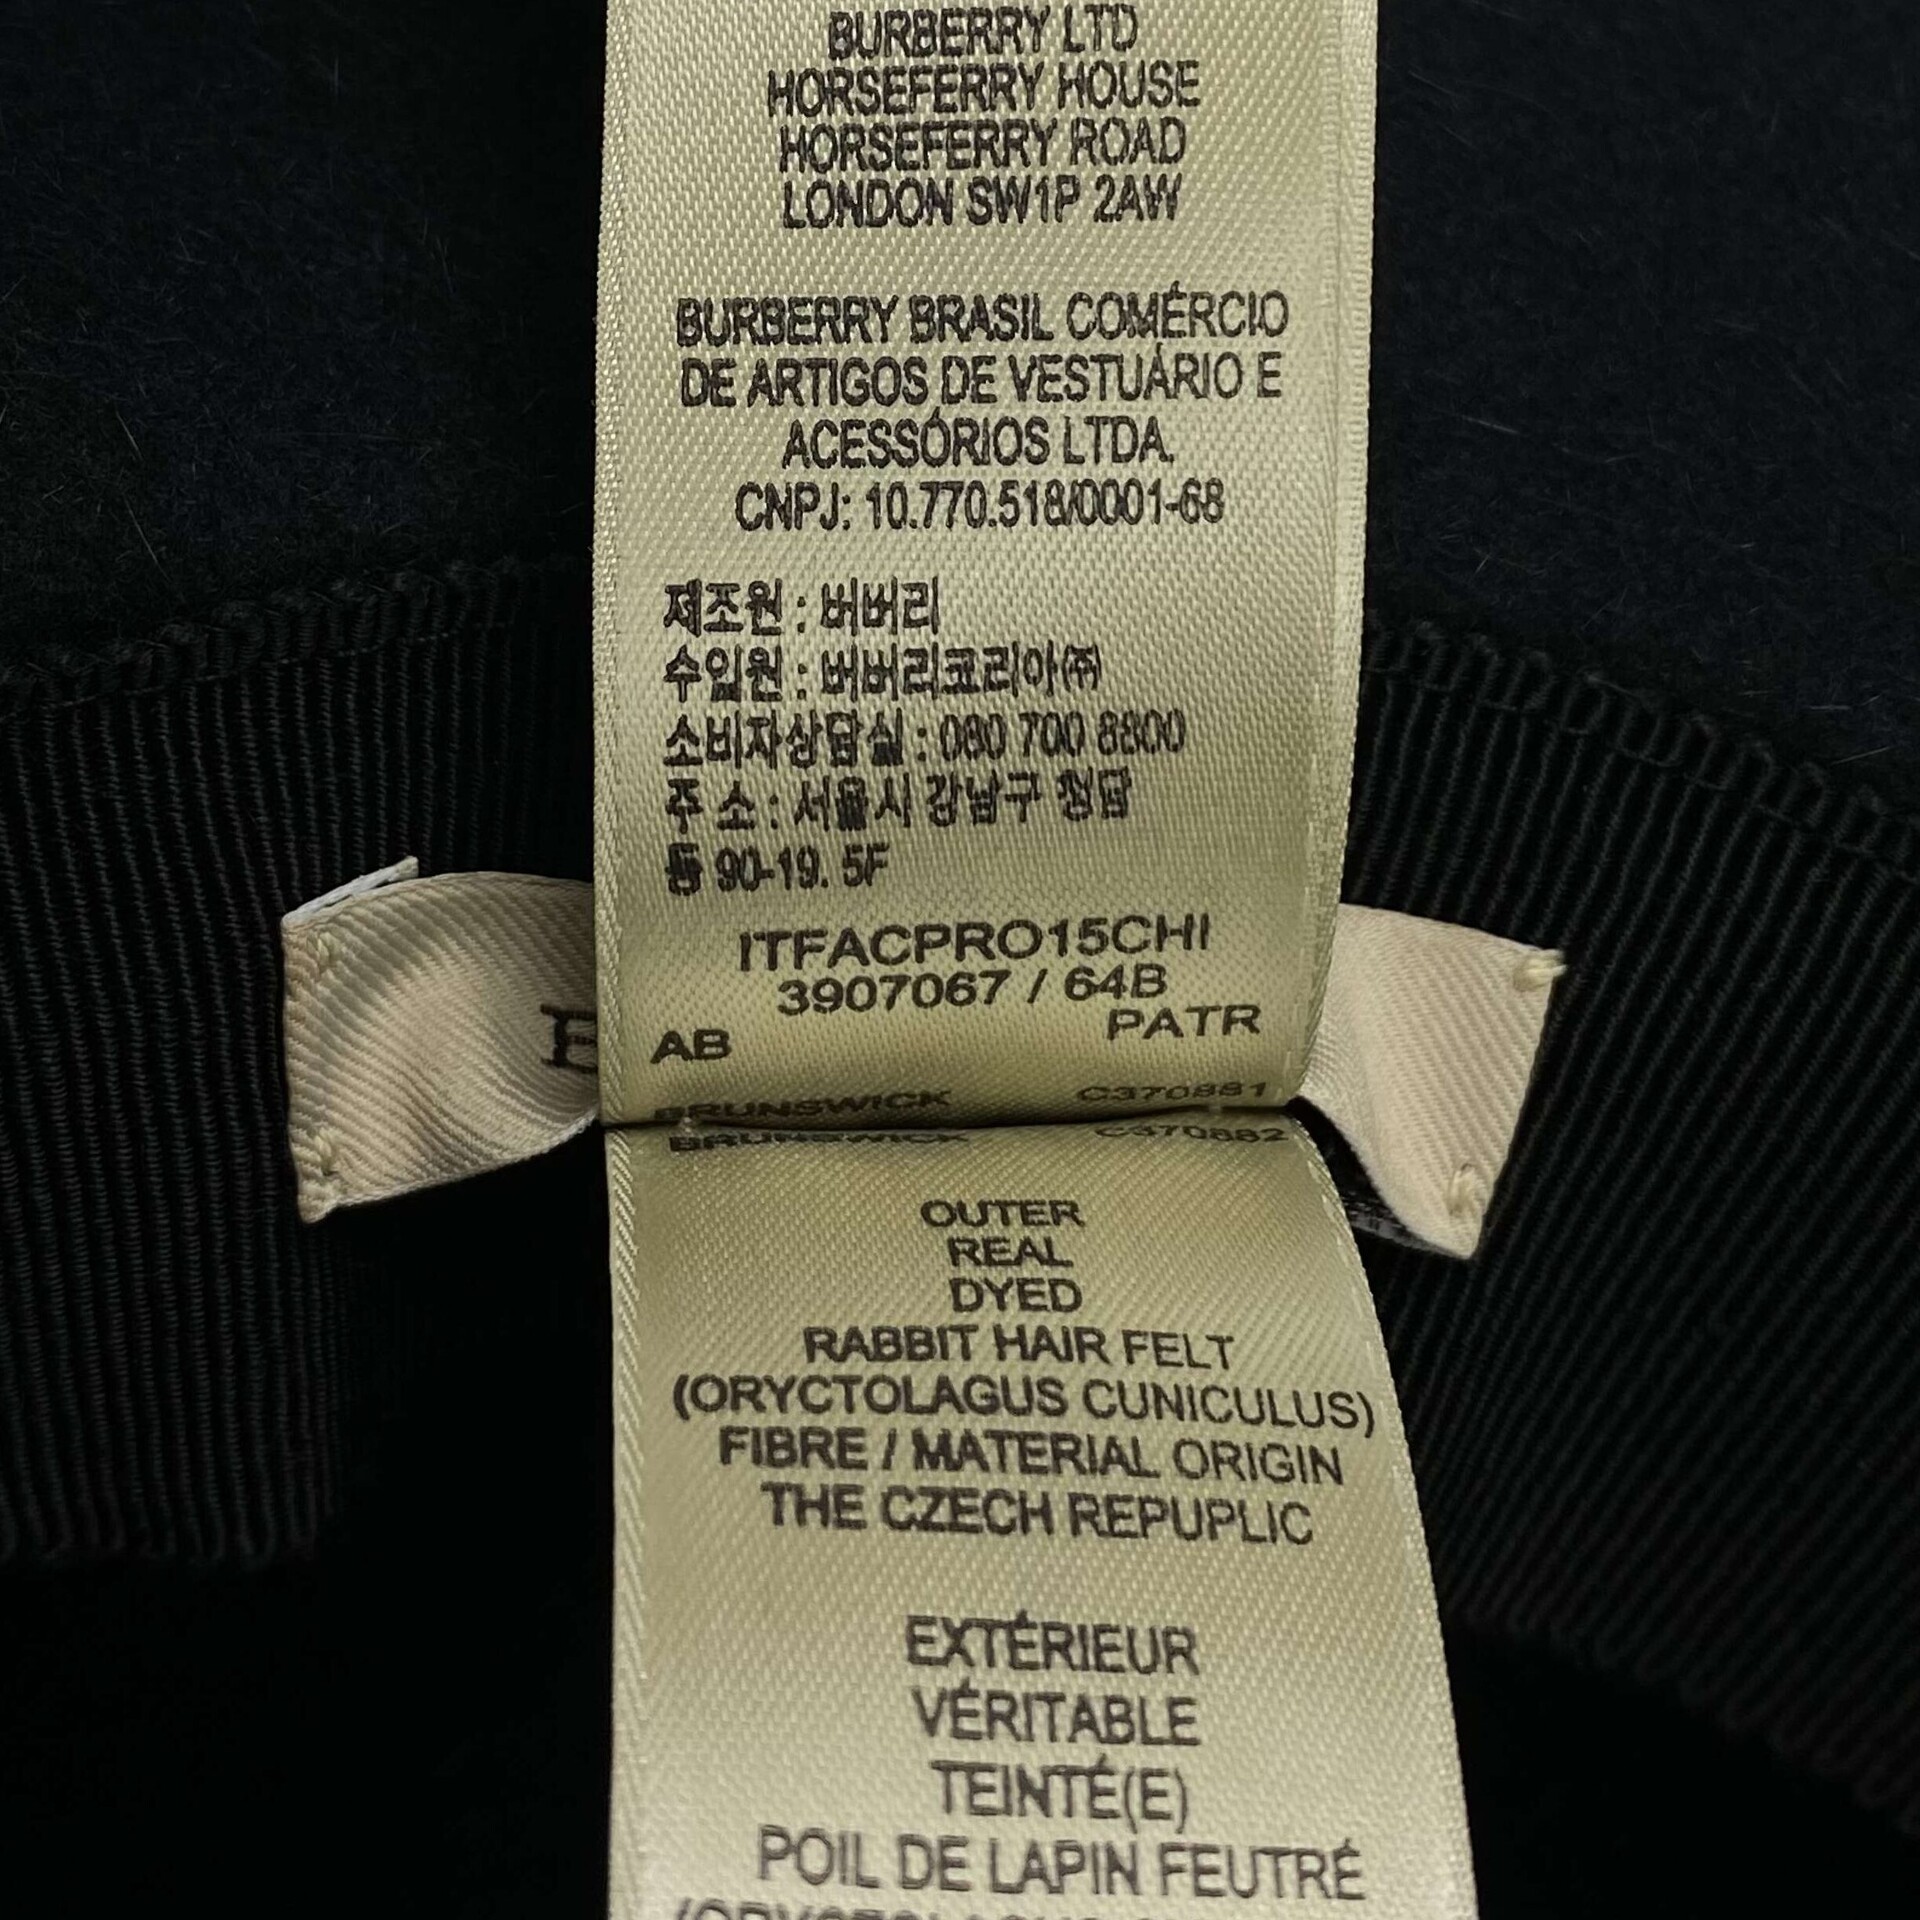 BURBERRY LTD
HORSEFERRY HOUSE
HORSEFERRY ROAD
LONDON SW1P 2AW
BURBERRY BRASIL COMÉRCIO
DE ARTIGOS DE VESTUÁRIO E
ACESSÓRIOS LTDA.
CNPJ: 10.770.518/0001-68
제조원 : 버버리
수입원 : 버버리코리아㈜
소비자상담실 : 080 700 8800
주 소 : 서울시 강남구 청담
동 90-19. 5F
ITFACPRO15CHI
3907067 / 64B
AB PATR
BRUNSWICK C370881
BRUNSWICK C370882
OUTER
REAL
DYED
RABBIT HAIR FELT
(ORYCTOLAGUS CUNICULUS)
FIBRE / MATERIAL ORIGIN
THE CZECH REPUPLIC
EXTÉRIEUR
VÉRITABLE
TEINTÉ(E)
POIL DE LAPIN FEUTRÉ